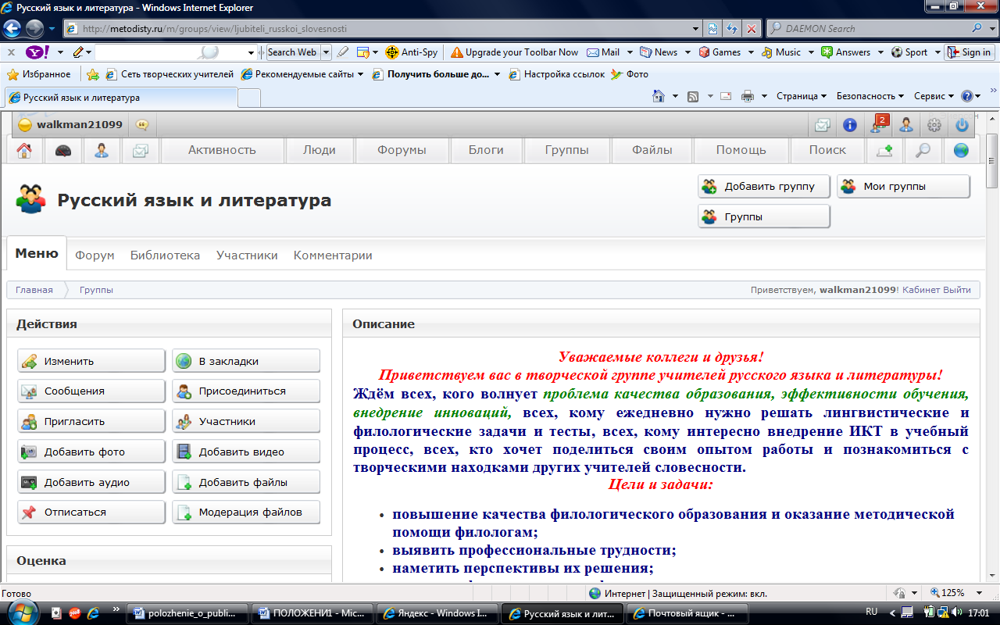 Русский язык и литература - Windows Internet Explorer
http://metodisty.ru/m/groups/view/ljubiteli_russkoi_slovesnosti
DAEMON Search
Y! Search Web Anti-Spy Upgrade your Toolbar Now Mail News Games Music Answers Sport Sign in
Избранное Сеть творческих учителей Рекомендуемые сайты Получить больше до... Настройка ссылок Фото
Русский язык и литература Страница Безопасность Сервис
walkman21099 2
Активность Люди Форумы Блоги Группы Файлы Помощь Поиск
Русский язык и литература
Добавить группу Мои группы
Группы
Меню Форум Библиотека Участники Комментарии
Главная Группы Приветствуем, walkman21099! Кабинет Выйти
Действия
Изменить В закладки
Сообщения Присоединиться
Пригласить Участники
Добавить фото Добавить видео
Добавить аудио Добавить файлы
Отписаться Модерация файлов
Оценка
Описание
Уважаемые коллеги и друзья!
Приветствуем вас в творческой группе учителей русского языка и литературы!
Ждём всех, кого волнует проблема качества образования, эффективности обучения,
внедрение инноваций, всех, кому ежедневно нужно решать лингвистические и
филологические задачи и тесты, всех, кому интересно внедрение ИКТ в учебный
процесс, всех, кто хочет поделиться своим опытом работы и познакомиться с
творческими находками других учителей словесности.
Цели и задачи:
• повышение качества филологического образования и оказание методической
помощи филологам;
• выявить профессиональные трудности;
• наметить перспективы их решения;
Готово Интернет | Защищенный режим: вкл. 125%
polozhenie_o_publi... ПОЛОЖЕНИ1 - Mic... Яндекс - Windows I... Русский язык и лит... Почтовый ящик - ... RU 17:01